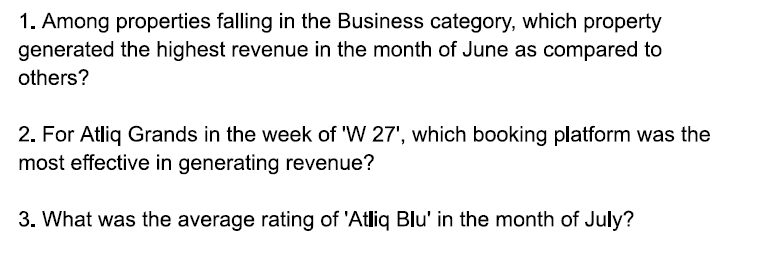 1. Among properties falling in the Business category, which property
generated the highest revenue in the month of June as compared to
others?
2. For Atliq Grands in the week of 'W 27', which booking platform was the
most effective in generating revenue?
3. What was the average rating of 'Atliq Blu' in the month of July?